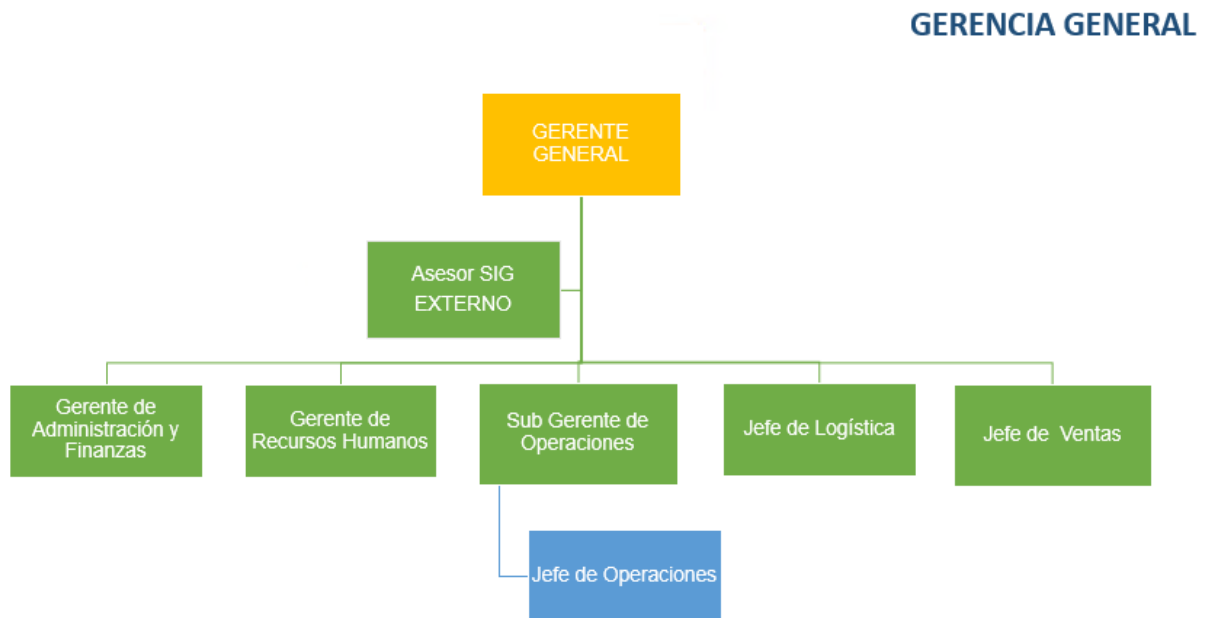 GERENCIA GENERAL
GERENTE
GENERAL
Asesor SIG
EXTERNO
Gerente de
Administración y
Finanzas
Gerente de
Recursos Humanos
Sub Gerente de
Operaciones
Jefe de Logística
Jefe de Ventas
Jefe de Operaciones